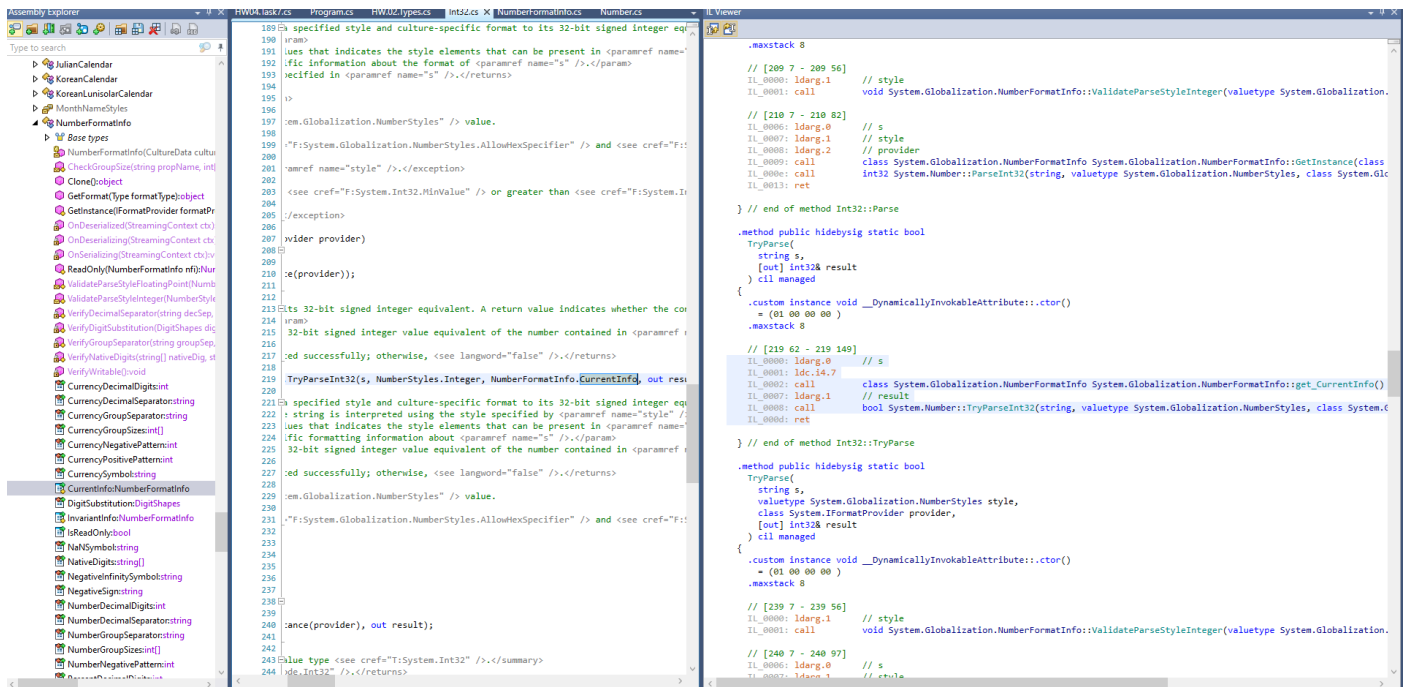 Assembly Explorer
Type to search
JulianCalendar
KoreanCalendar
KoreanLunisolarCalendar
MonthNameStyles
NumberFormatInfo
Base types
NumberFormatInfo(CultureData cultur
CheckGroupSize(string propName, int[
Clone():object
GetFormat(Type formatType):object
GetInstance(IFormatProvider formatPr
OnDeserialized(StreamingContext ctx):
OnDeserializing(StreamingContext ctx
OnSerializing(StreamingContext ctx):v
ReadOnly(NumberFormatInfo nfi):Nur
ValidateParseStyleFloatingPoint(Numb
ValidateParseStyleInteger(NumberStyle
VerifyDecimalSeparator(string decSep,
VerifyDigitSubstitution(DigitShapes dig
VerifyGroupSeparator(string groupSep,
VerifyNativeDigits(string[] nativeDig, st
VerifyWritable():void
CurrencyDecimalDigits:int
CurrencyDecimalSeparator:string
CurrencyGroupSeparator:string
CurrencyGroupSizes:int[]
CurrencyNegativePattern:int
CurrencyPositivePattern:int
CurrencySymbol:string
CurrentInfo:NumberFormatInfo
DigitSubstitution:DigitShapes
InvariantInfo:NumberFormatInfo
IsReadOnly:bool
NaNSymbol:string
NativeDigits:string[]
NegativeInfinitySymbol:string
NegativeSign:string
NumberDecimalDigits:int
NumberDecimalSeparator:string
NumberGroupSeparator:string
NumberGroupSizes:int[]
NumberNegativePattern:int
HW04.Task7.cs Program.cs HW.02.Types.cs Int32.cs X NumberFormatInfo.cs Number.cs
189 a specified style and culture-specific format to its 32-bit signed integer equ
190 aram>
191 lues that indicates the style elements that can be present in <paramref name="
192 ific information about the format of <paramref name="s" />.</param>
193 pecified in <paramref name="s" />.</returns>
194
195 />
196
197 tem.Globalization.NumberStyles" /> value.
198
199 ="F:System.Globalization.NumberStyles.AllowHexSpecifier" /> and <see cref="F:S
200
201 ramref name="style" />.</exception>
202
203 <see cref="F:System.Int32.MinValue" /> or greater than <see cref="F:System.In
204
205 </exception>
206
207 ovider provider)
208
209
210 ce(provider));
211
212
213 its 32-bit signed integer equivalent. A return value indicates whether the con
214 aram>
215 32-bit signed integer value equivalent of the number contained in <paramref
216
217 ted successfully; otherwise, <see langword="false" />.</returns>
218
219 TryParseInt32(s, NumberStyles.Integer, NumberFormatInfo.CurrentInfo, out resu
220
221 a specified style and culture-specific format to its 32-bit signed integer equ
222 e string is interpreted using the style specified by <paramref name="style" /
223 lues that indicates the style elements that can be present in <paramref name="
224 ific formatting information about <paramref name="s" />.</param>
225 32-bit signed integer value equivalent of the number contained in <paramref
226
227 ted successfully; otherwise, <see langword="false" />.</returns>
228
229 tem.Globalization.NumberStyles" /> value.
230
231 ="F:System.Globalization.NumberStyles.AllowHexSpecifier" /> and <see cref="F:S
232
233
234
235
236
237
238
239
240 tance(provider), out result);
241
242
243 alue type <see cref="T:System.Int32" />.</summary>
244 ode.Int32" />.</returns>
IL Viewer
.maxstack 8
// [209 7 - 209 56]
IL_0000: ldarg.1 // style
IL_0001: call void System.Globalization.NumberFormatInfo::ValidateParseStyleInteger(valuetype System.Globalization.
// [210 7 - 210 82]
IL_0006: ldarg.0 // s
IL_0007: ldarg.1 // style
IL_0008: ldarg.2 // provider
IL_0009: call class System.Globalization.NumberFormatInfo System.Globalization.NumberFormatInfo::GetInstance(class
IL_000e: call int32 System.Number::ParseInt32(string, valuetype System.Globalization.NumberStyles, class System.Glo
IL_0013: ret
} // end of method Int32::Parse
.method public hidebysig static bool
TryParse(
string s,
[out] int32& result
) cil managed
{
.custom instance void __DynamicallyInvokableAttribute::.ctor()
= (01 00 00 00 )
.maxstack 8
// [219 62 - 219 149]
IL_0000: ldarg.0 // s
IL_0001: ldc.i4.7
IL_0002: call class System.Globalization.NumberFormatInfo System.Globalization.NumberFormatInfo::get_CurrentInfo()
IL_0007: ldarg.1 // result
IL_0008: call bool System.Number::TryParseInt32(string, valuetype System.Globalization.NumberStyles, class System.G
IL_000d: ret
} // end of method Int32::TryParse
.method public hidebysig static bool
TryParse(
string s,
valuetype System.Globalization.NumberStyles style,
class System.IFormatProvider provider,
[out] int32& result
) cil managed
{
.custom instance void __DynamicallyInvokableAttribute::.ctor()
= (01 00 00 00 )
.maxstack 8
// [239 7 - 239 56]
IL_0000: ldarg.1 // style
IL_0001: call void System.Globalization.NumberFormatInfo::ValidateParseStyleInteger(valuetype System.Globalization.
// [240 7 - 240 97]
IL_0006: ldarg.0 // s
IL_0007: ldarg.1 // style